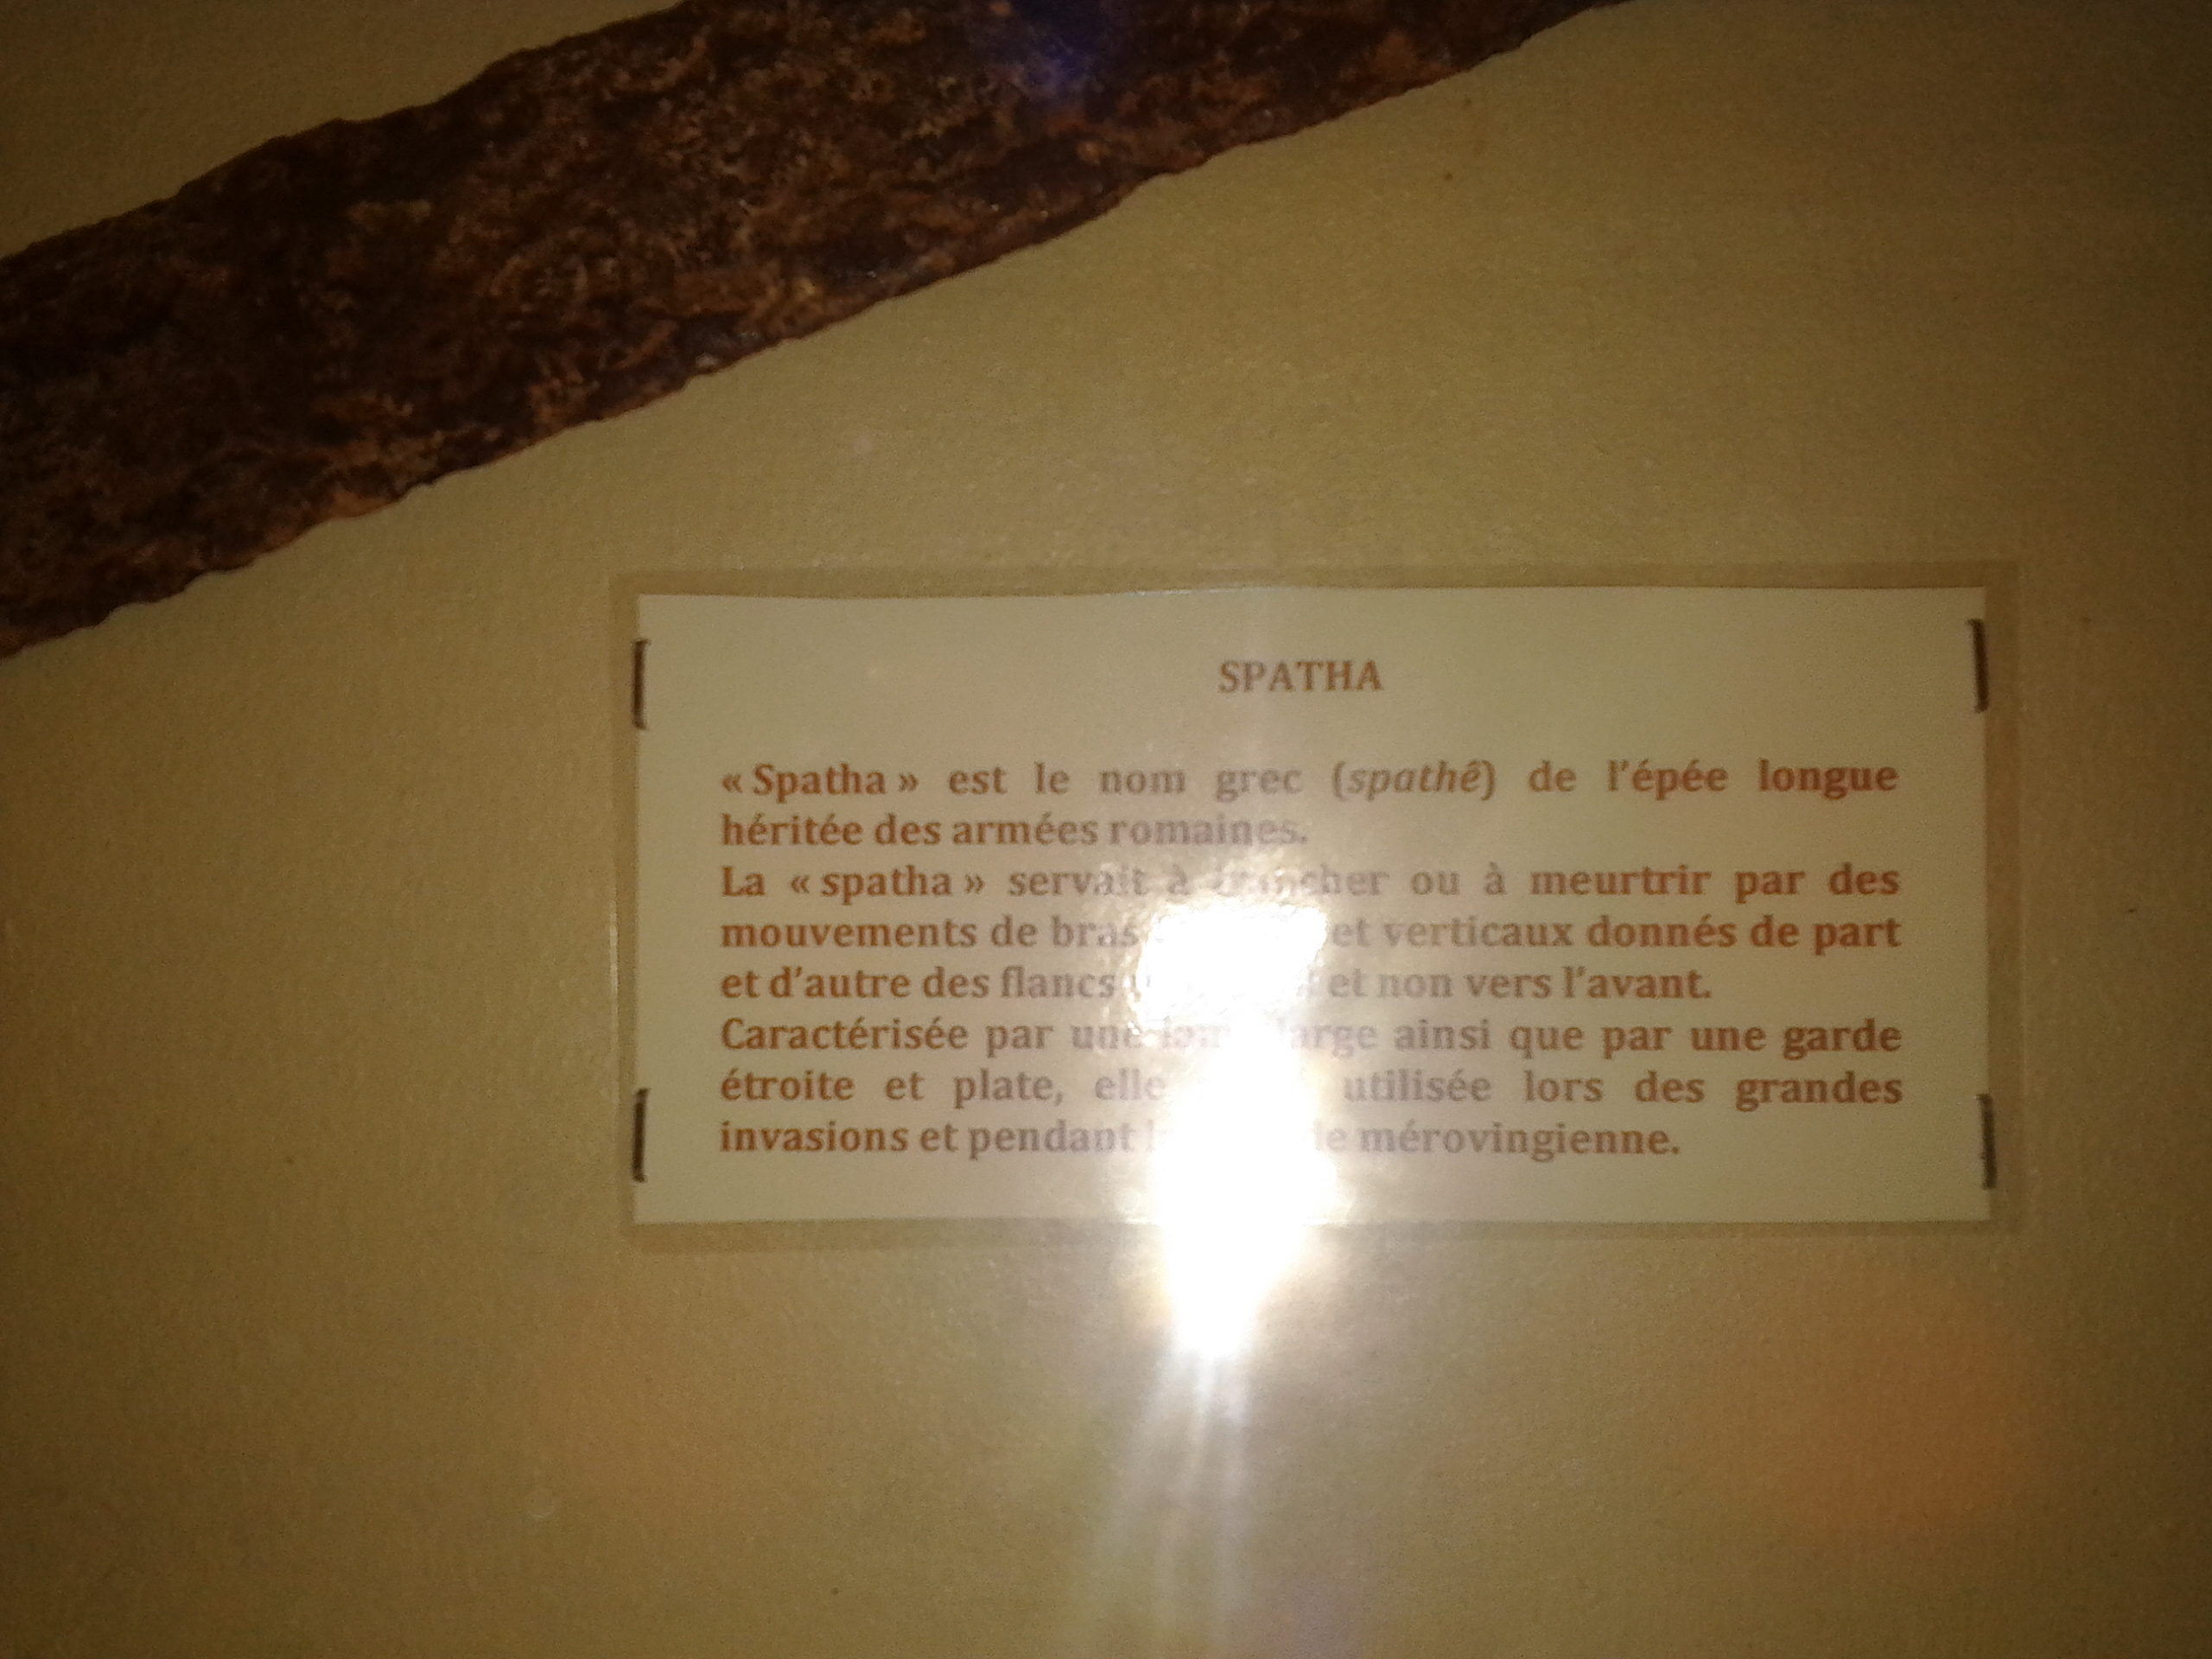 SPATHA
« Spatha » est le nom grec (spathê) de l'épée longue
héritée des armées romaines.
La « spatha » servait à trancher ou à meurtrir par des
mouvements de bras et verticaux donnés de part
et d'autre des flancs et non vers l'avant.
Caractérisée par une lame large ainsi que par une garde
étroite et plate, elle utilisée lors des grandes
invasions et pendant mérovingienne.